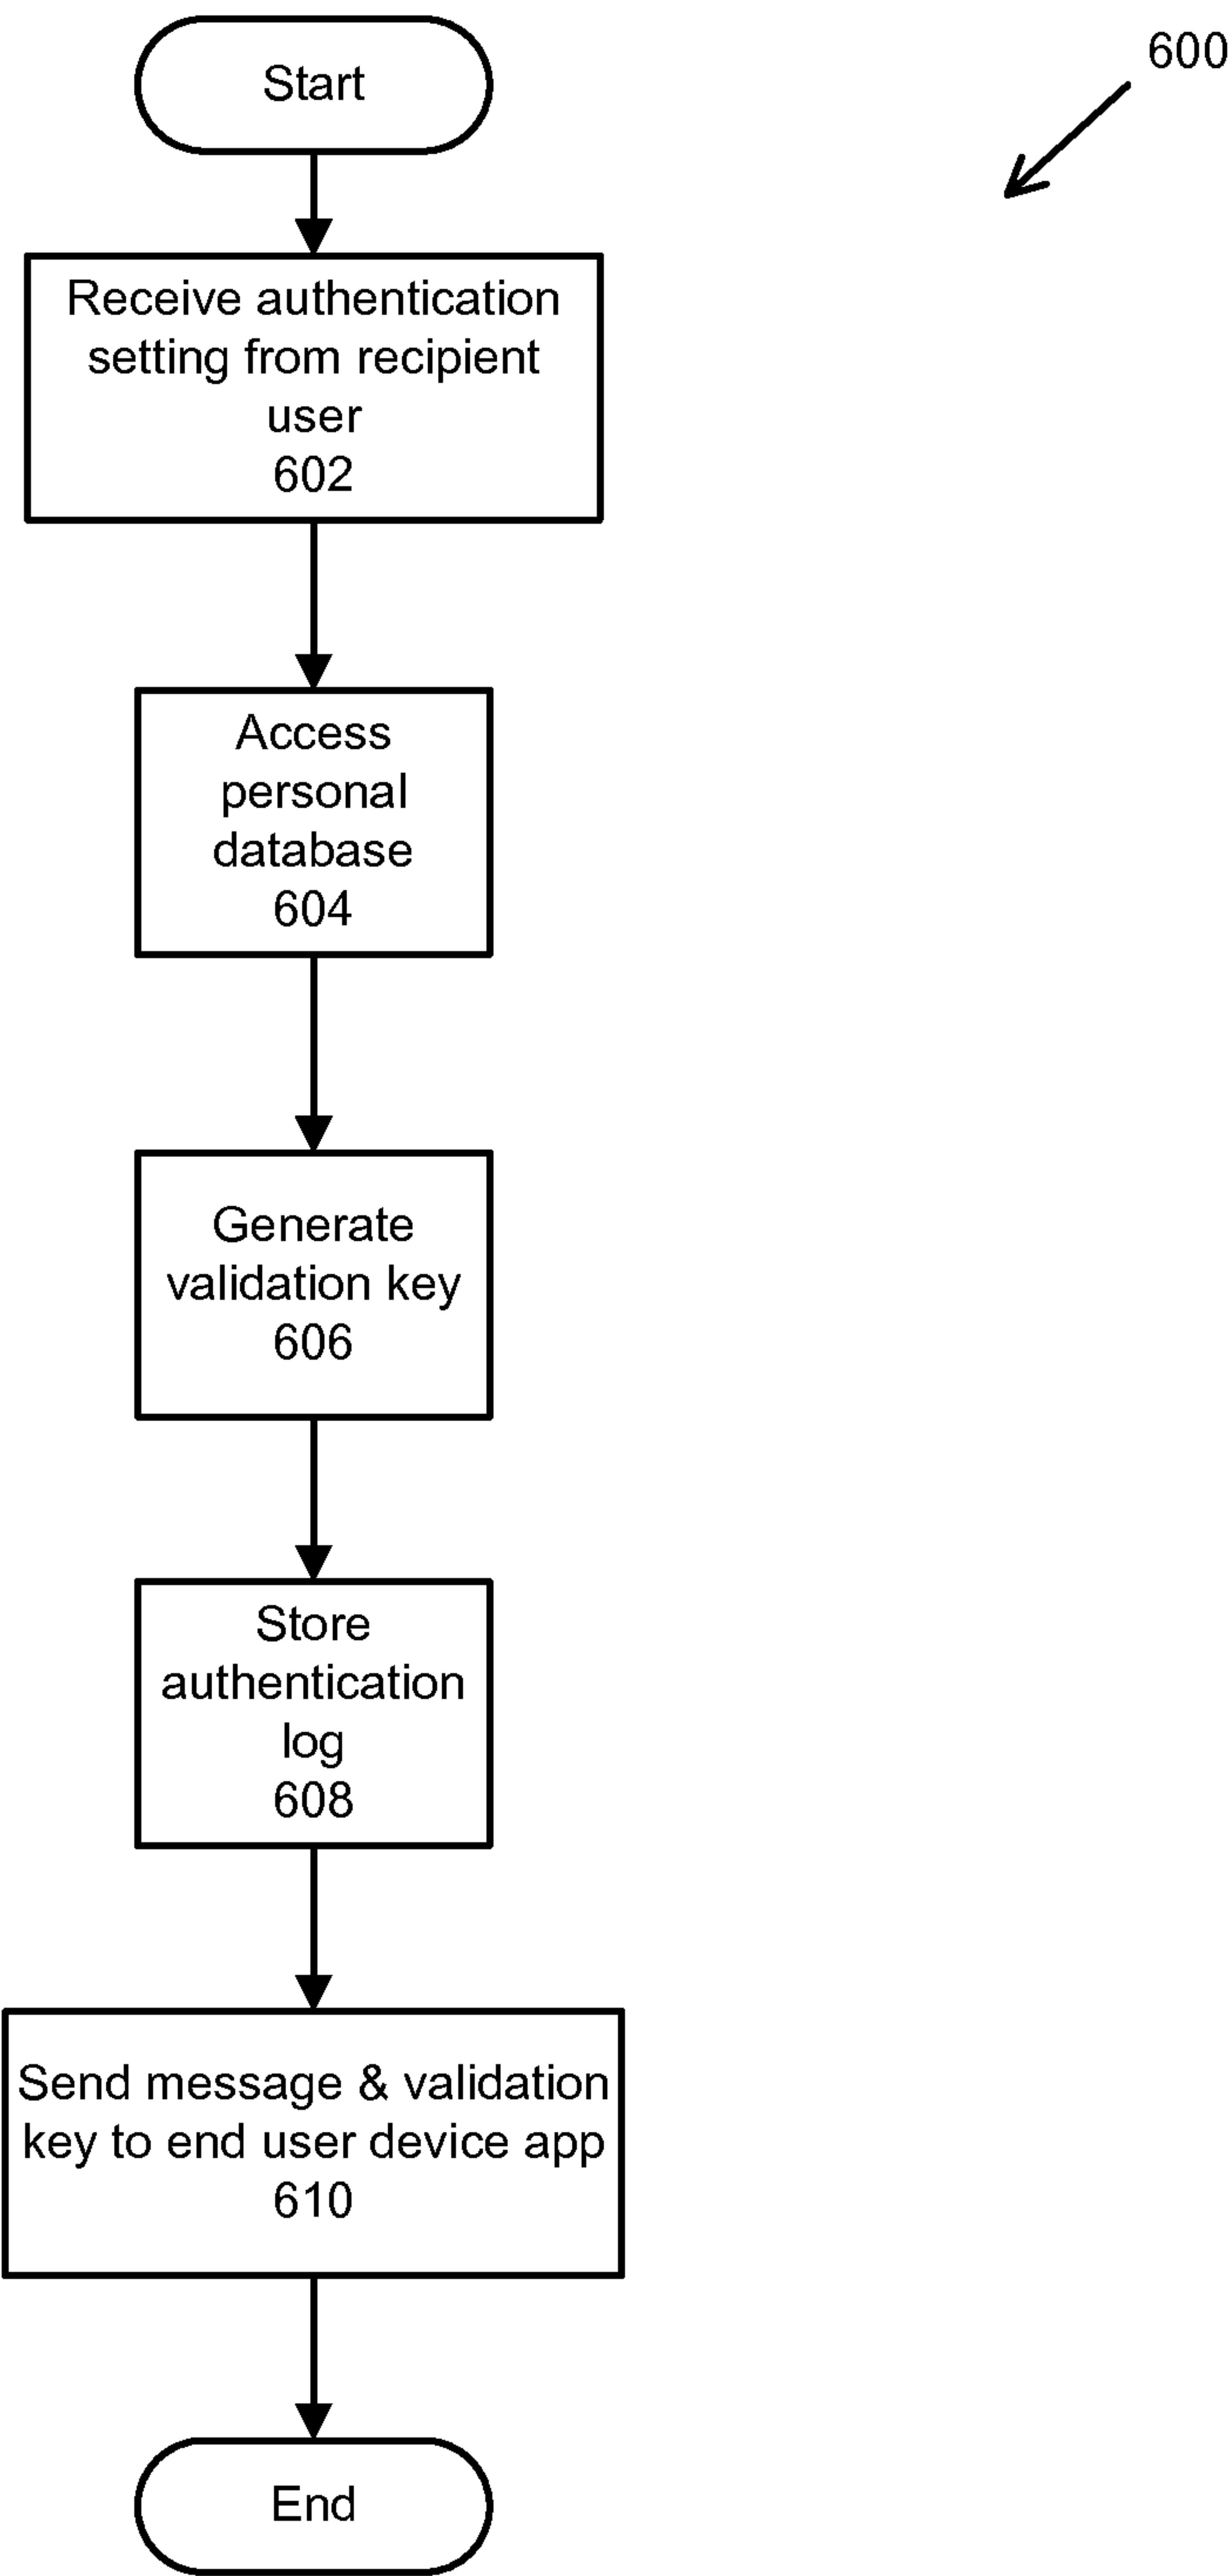 600
Start
Receive authentication
setting from recipient
user
602
Access
personal
database
604
Generate
validation key
606
Store
authentication
log
608
Send message & validation
key to end user device app
610
End